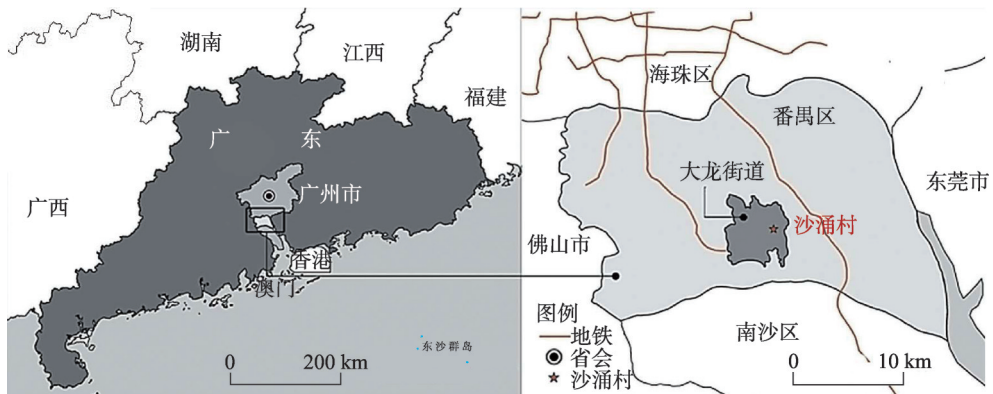 湖南
江西
福建
广东
广州市
广西
香港
澳门
东沙群岛
0 200 km
海珠区
番禺区
大龙街道
东莞市
沙涌村
佛山市
图例
地铁
省会
沙涌村
南沙区
0 10 km